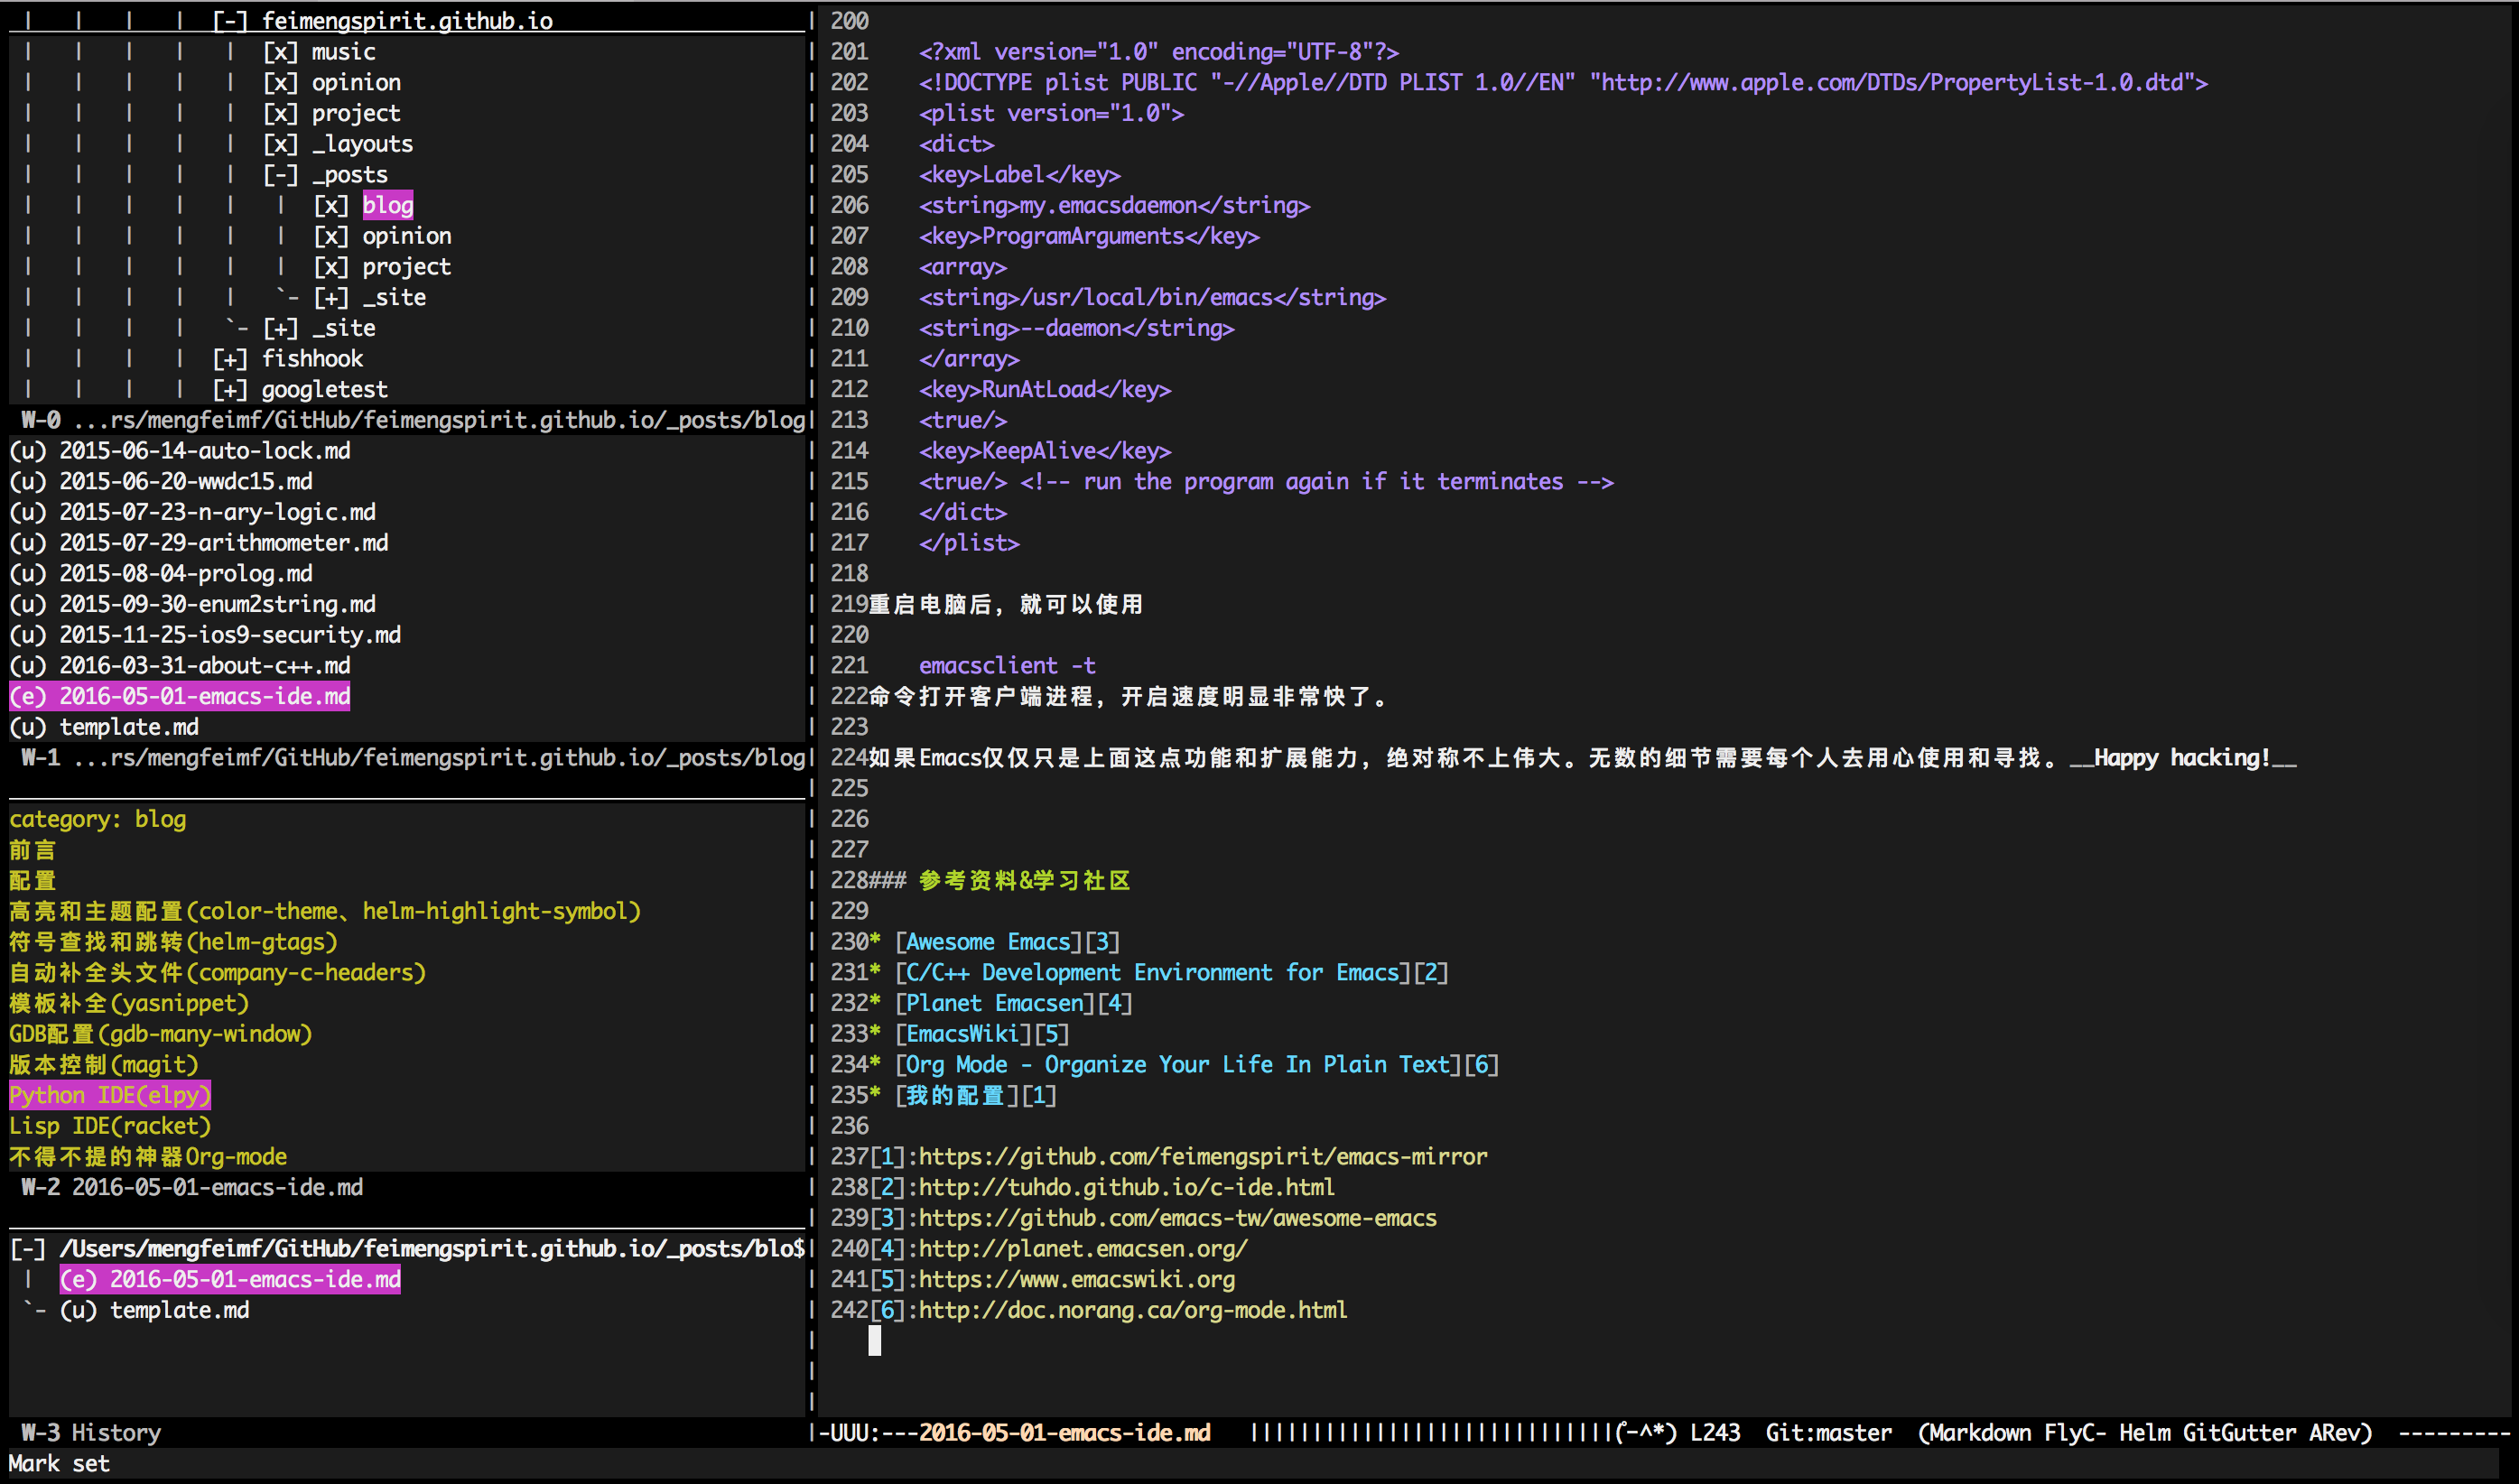 [-] feimengspirit.github.io
[x] music
[x] opinion
[x] project
[x] _layouts
[-] _posts
[x] blog
[x] opinion
[x] project
`- [+] _site
`- [+] _site
[+] fishhook
[+] googletest
W-0 ...rs/mengfeimf/GitHub/feimengspirit.github.io/_posts/blog
(u) 2015-06-14-auto-lock.md
(u) 2015-06-20-wwdc15.md
(u) 2015-07-23-n-ary-logic.md
(u) 2015-07-29-arithmometer.md
(u) 2015-08-04-prolog.md
(u) 2015-09-30-enum2string.md
(u) 2015-11-25-ios9-security.md
(u) 2016-03-31-about-c++.md
(e) 2016-05-01-emacs-ide.md
(u) template.md
W-1 ...rs/mengfeimf/GitHub/feimengspirit.github.io/_posts/blog
category: blog
前言
配置
高亮和主题配置(color-theme、helm-highlight-symbol)
符号查找和跳转(helm-gtags)
自动补全头文件(company-c-headers)
模板补全(yasnippet)
GDB配置(gdb-many-window)
版本控制(magit)
Python IDE(elpy)
Lisp IDE(racket)
不得不提的神器Org-mode
W-2 2016-05-01-emacs-ide.md
[-] /Users/mengfeimf/GitHub/feimengspirit.github.io/_posts/blo$
(e) 2016-05-01-emacs-ide.md
`- (u) template.md
W-3 History
Mark set
200
201 <?xml version="1.0" encoding="UTF-8"?>
202 <!DOCTYPE plist PUBLIC "-//Apple//DTD PLIST 1.0//EN" "http://www.apple.com/DTDs/PropertyList-1.0.dtd">
203 <plist version="1.0">
204 <dict>
205 <key>Label</key>
206 <string>my.emacsdaemon</string>
207 <key>ProgramArguments</key>
208 <array>
209 <string>/usr/local/bin/emacs</string>
210 <string>--daemon</string>
211 </array>
212 <key>RunAtLoad</key>
213 <true/>
214 <key>KeepAlive</key>
215 <true/> <!-- run the program again if it terminates -->
216 </dict>
217 </plist>
218
219重启电脑后，就可以使用
220
221 emacsclient -t
222命令打开客户端进程，开启速度明显非常快了。
223
224如果Emacs仅仅只是上面这点功能和扩展能力，绝对称不上伟大。无数的细节需要每个人去用心使用和寻找。__Happy hacking!__
225
226
227
228### 参考资料&学习社区
229
230* [Awesome Emacs][3]
231* [C/C++ Development Environment for Emacs][2]
232* [Planet Emacsen][4]
233* [EmacsWiki][5]
234* [Org Mode - Organize Your Life In Plain Text][6]
235* [我的配置][1]
236
237[1]:https://github.com/feimengspirit/emacs-mirror
238[2]:http://tuhdo.github.io/c-ide.html
239[3]:https://github.com/emacs-tw/awesome-emacs
240[4]:http://planet.emacsen.org/
241[5]:https://www.emacswiki.org
242[6]:http://doc.norang.ca/org-mode.html
-UUU:---2016-05-01-emacs-ide.md |||||||||||||||||||||||||||||(゚-^*) L243 Git:master (Markdown FlyC- Helm GitGutter ARev) ---------